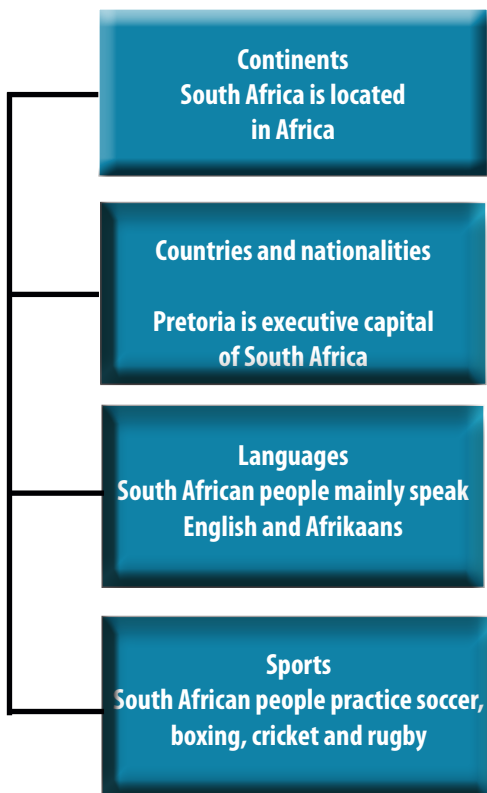 Continents
South Africa is located
in Africa
Countries and nationalities
Pretoria is executive capital
of South Africa
Languages
South African people mainly speak
English and Afrikaans
Sports
South African people practice soccer,
boxing, cricket and rugby